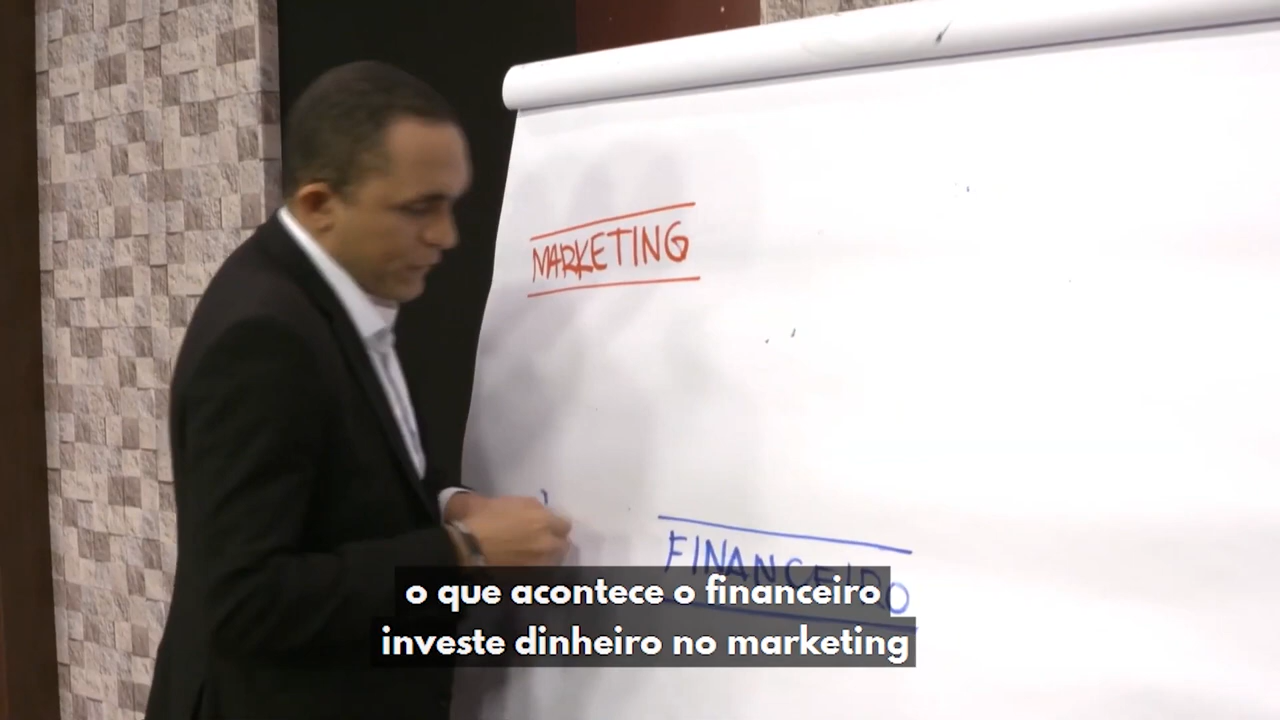 MARKETING
FINANCEIRO
o que acontece o financeiro
investe dinheiro no marketing